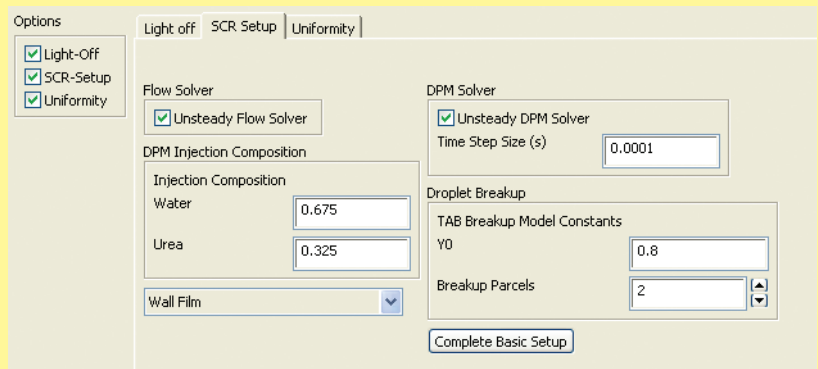 Options
Light-Off
SCR-Setup
Uniformity
Light off
SCR Setup
Uniformity
Flow Solver
Unsteady Flow Solver
DPM Injection Composition
Injection Composition
Water
0.675
Urea
0.325
Wall Film
DPM Solver
Unsteady DPM Solver
Time Step Size (s)
0.0001
Droplet Breakup
TAB Breakup Model Constants
Y0
0.8
Breakup Parcels
2
Complete Basic Setup